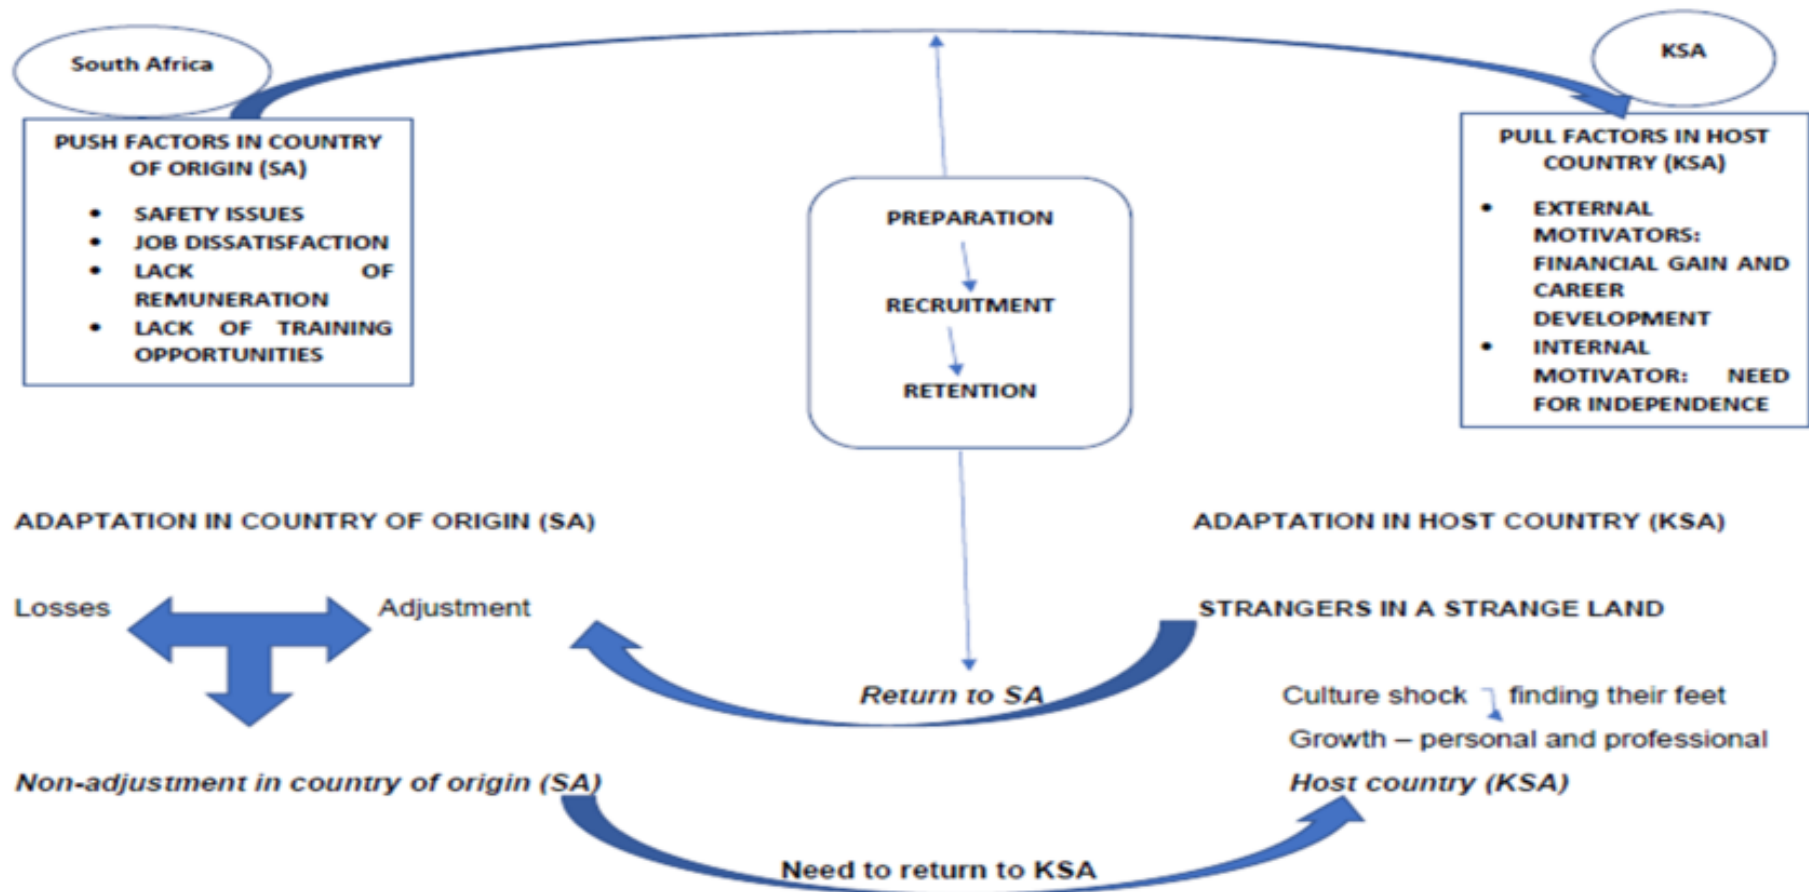 South Africa
KSA
PUSH FACTORS IN COUNTRY
OF ORIGIN (SA)
• SAFETY ISSUES
• JOB DISSATISFACTION
• LACK OF
REMUNERATION
• LACK OF TRAINING
OPPORTUNITIES
PREPARATION
RECRUITMENT
RETENTION
PULL FACTORS IN HOST
COUNTRY (KSA)
• EXTERNAL
MOTIVATORS:
FINANCIAL GAIN AND
CAREER
DEVELOPMENT
• INTERNAL
MOTIVATOR: NEED
FOR INDEPENDENCE
ADAPTATION IN COUNTRY OF ORIGIN (SA)
ADAPTATION IN HOST COUNTRY (KSA)
Losses
Adjustment
STRANGERS IN A STRANGE LAND
Return to SA
Culture shock
finding their feet
Growth – personal and professional
Non-adjustment in country of origin (SA)
Host country (KSA)
Need to return to KSA